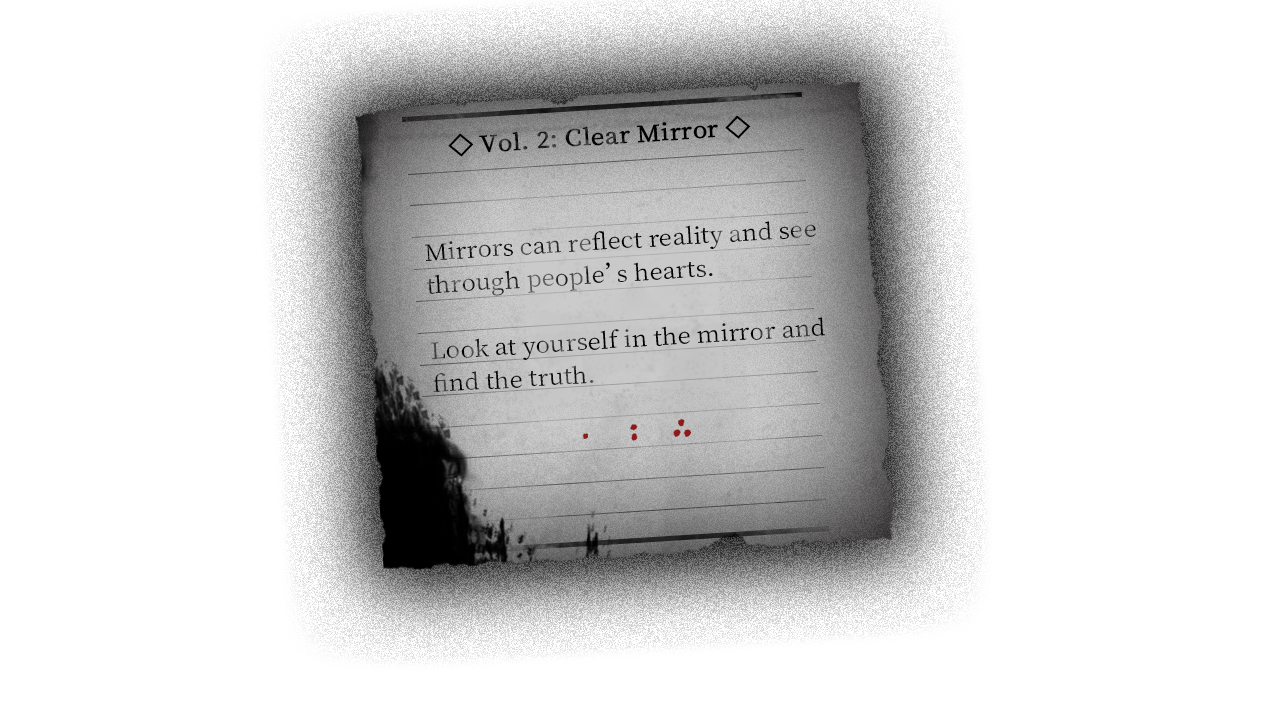 ◇ Vol. 2: Clear Mirror ◇
Mirrors can reflect reality and see
through people’s hearts.
Look at yourself in the mirror and
find the truth.